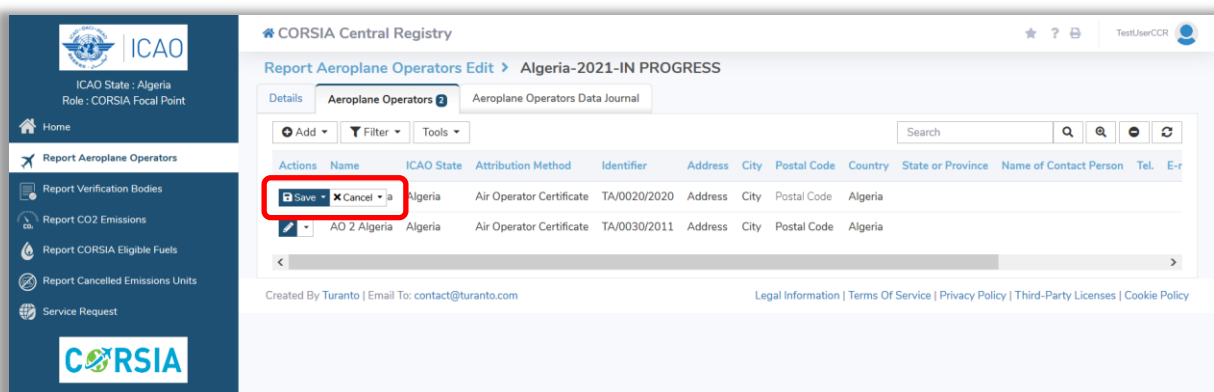 ICAO
ICAO State : Algeria
Role : CORSIA Focal Point
Home
Report Aeroplane Operators
Report Verification Bodies
Report CO2 Emissions
Report CORSIA Eligible Fuels
Report Cancelled Emissions Units
Service Request
CORSIA
CORSIA Central Registry
? TestUserCCR
Report Aeroplane Operators Edit > Algeria-2021-IN PROGRESS
Details Aeroplane Operators 2 Aeroplane Operators Data Journal
Add Filter Tools Search
Actions Name ICAO State Attribution Method Identifier Address City Postal Code Country State or Province Name of Contact Person Tel. E-r
Save Cancel a Algeria Air Operator Certificate TA/0020/2020 Address City Postal Code Algeria
AO 2 Algeria Algeria Air Operator Certificate TA/0030/2011 Address City Postal Code Algeria
Created By Turanto | Email To: contact@turanto.com Legal Information | Terms Of Service | Privacy Policy | Third-Party Licenses | Cookie Policy